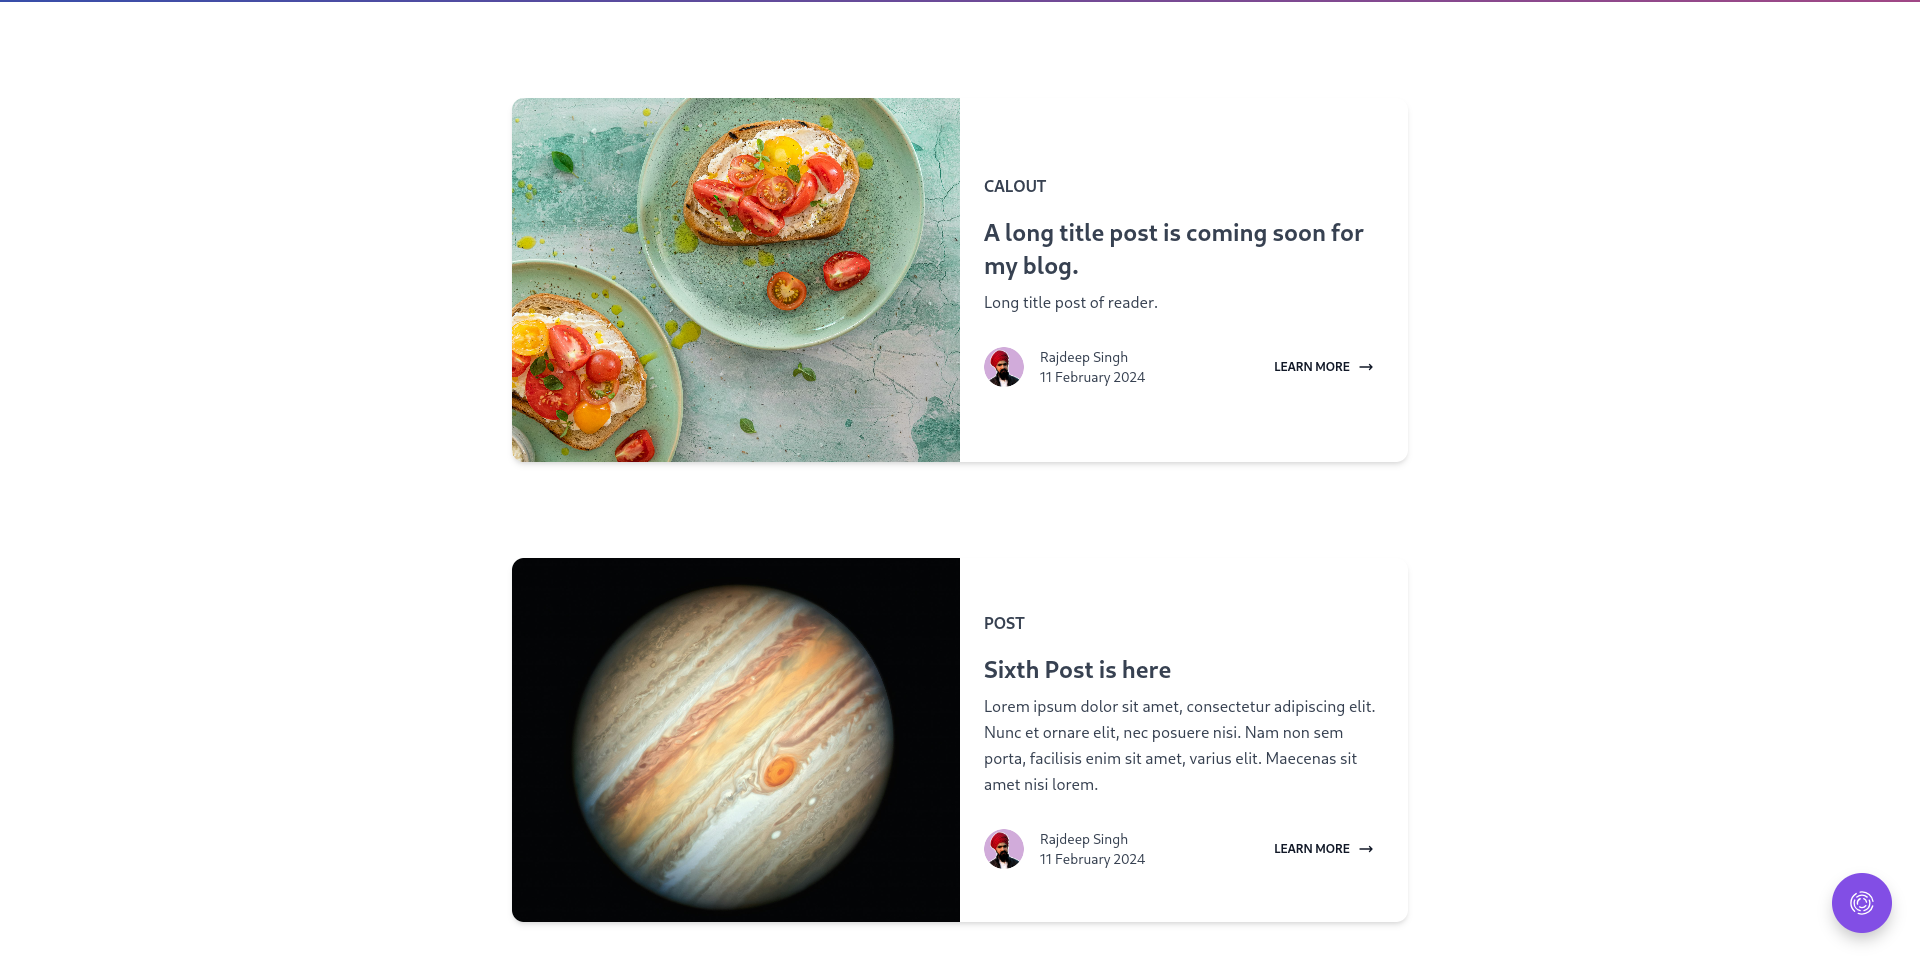 CALOUT
A long title post is coming soon for
my blog.
Long title post of reader.
Rajdeep Singh
11 February 2024
LEARN MORE
POST
Sixth Post is here
Lorem ipsum dolor sit amet, consectetur adipiscing elit.
Nunc et ornare elit, nec posuere nisi. Nam non sem
porta, facilisis enim sit amet, varius elit. Maecenas sit
amet nisi lorem.
Rajdeep Singh
11 February 2024
LEARN MORE